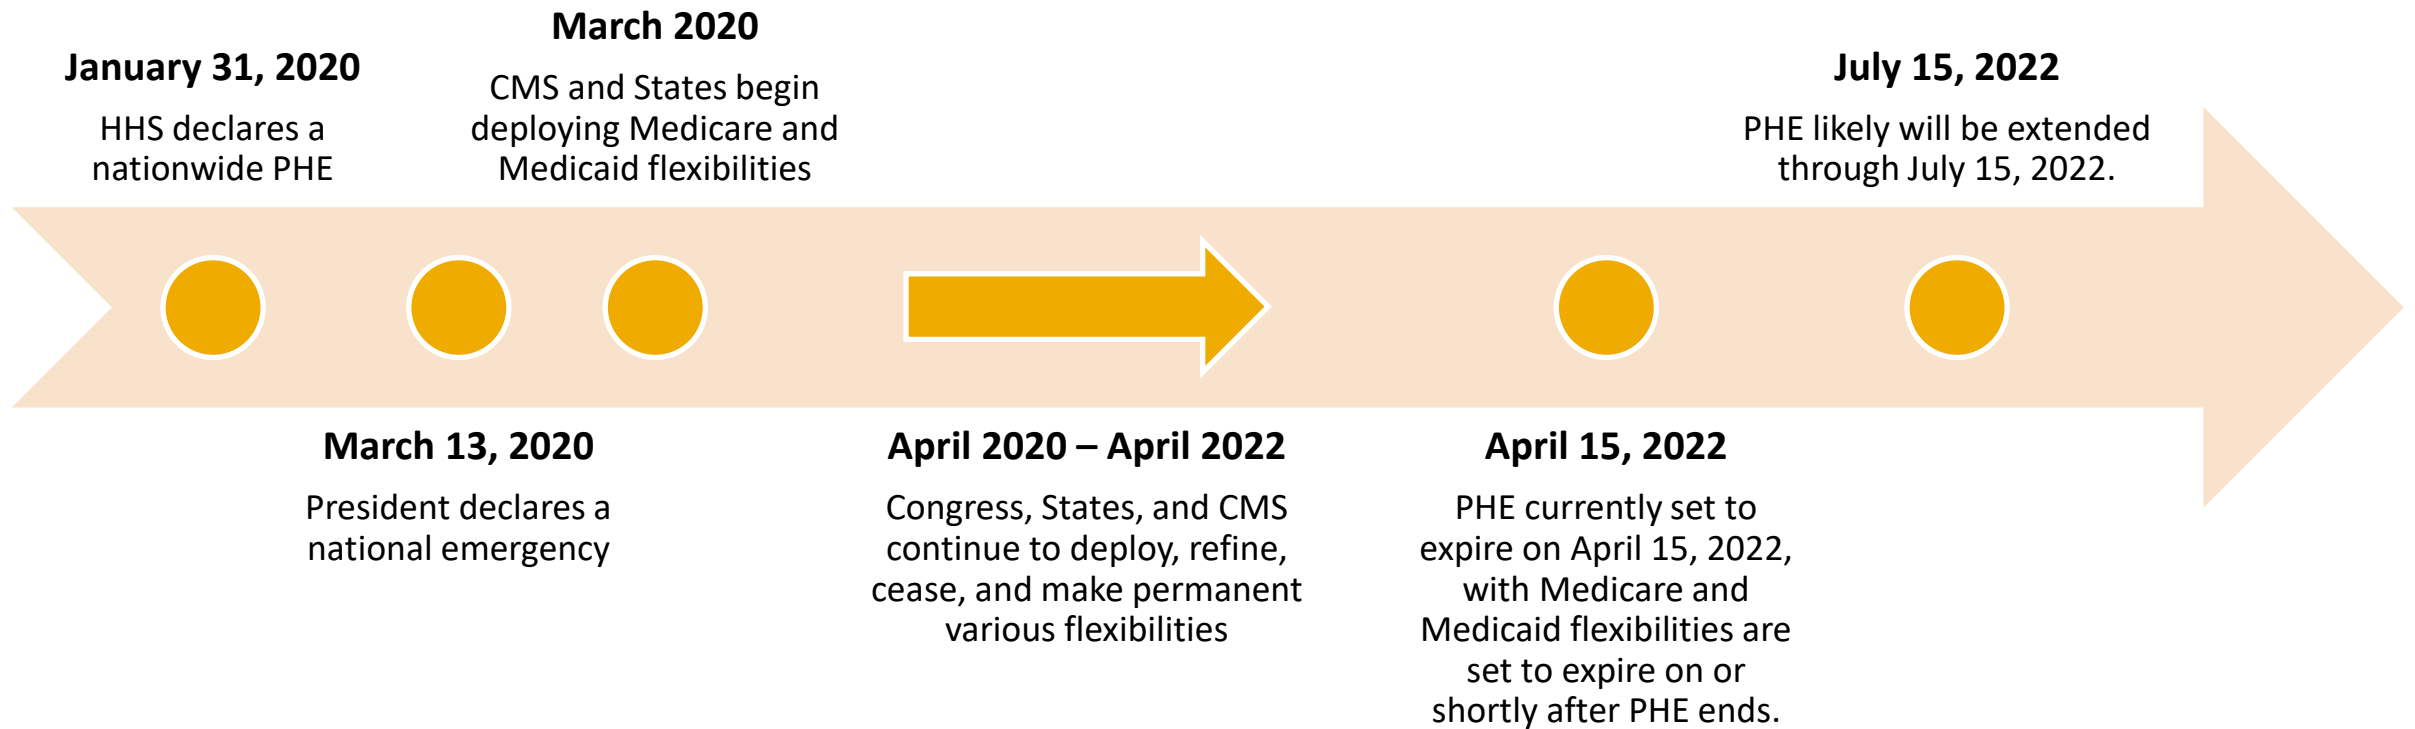 January 31, 2020
HHS declares a
nationwide PHE
March 13, 2020
President declares a
national emergency
March 2020
CMS and States begin
deploying Medicare and
Medicaid flexibilities
April 2020 – April 2022
Congress, States, and CMS
continue to deploy, refine,
cease, and make permanent
various flexibilities
April 15, 2022
PHE currently set to
expire on April 15, 2022,
with Medicare and
Medicaid flexibilities are
set to expire on or
shortly after PHE ends.
July 15, 2022
PHE likely will be extended
through July 15, 2022.